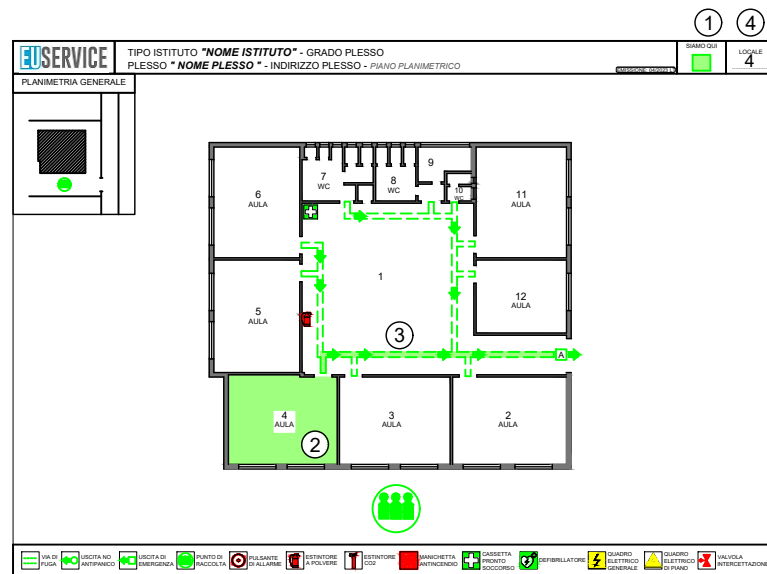 1 4
EUSERVICE
TIPO ISTITUTO "NOME ISTITUTO" - GRADO PLESSO
PLESSO " NOME PLESSO " - INDIRIZZO PLESSO - PIANO PLANIMETRICO
SIAMO QUI
LOCALE
4
PLANIMETRIA GENERALE
6
AULA
7
WC
8
WC
9
10
WC
11
AULA
1
5
AULA
12
AULA
3
A
4
AULA
2
3
AULA
2
AULA
VIA DI
FUGA
USCITA NO
ANTIPANICO
USCITA DI
EMERGENZA
PUNTO DI
RACCOLTA
PULSANTE
DI ALLARME
ESTINTORE
A POLVERE
ESTINTORE
CO2
MANICHETTA
ANTINCENDIO
CASSETTA
PRONTO
SOCCORSO
DEFIBRILLATORE
QUADRO
ELETTRICO
GENERALE
QUADRO
ELETTRICO
DI PIANO
VALVOLA
INTERCETTAZIONE